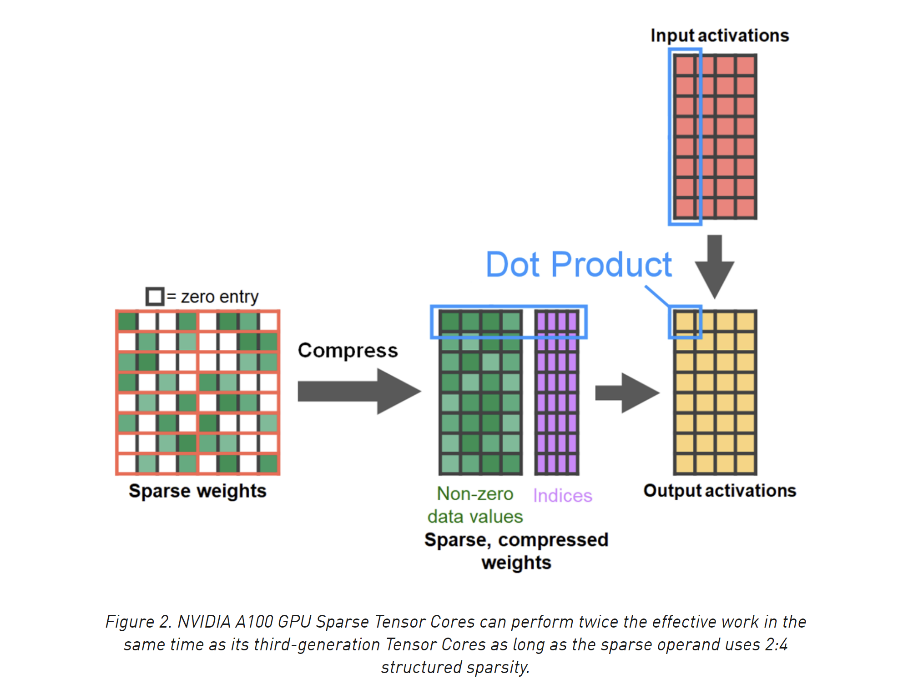 Input activations
Dot Product
= zero entry
Compress
Sparse weights
Non-zero
data values
Indices
Sparse, compressed
weights
Output activations
Figure 2. NVIDIA A100 GPU Sparse Tensor Cores can perform twice the effective work in the
same time as its third-generation Tensor Cores as long as the sparse operand uses 2:4
structured sparsity.